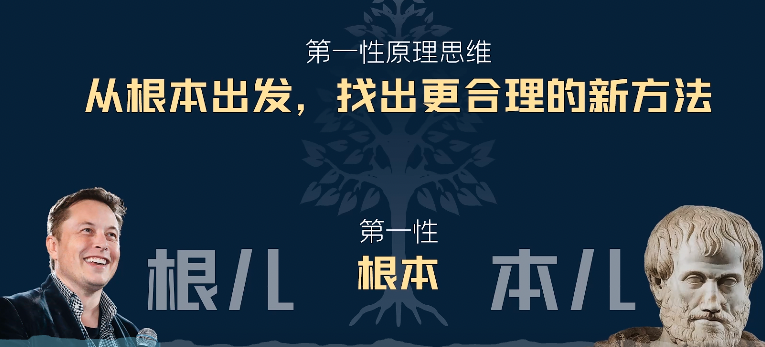 第一性原理思维
从根本出发，找出更合理的新方法
第一性
根儿 根本 本儿